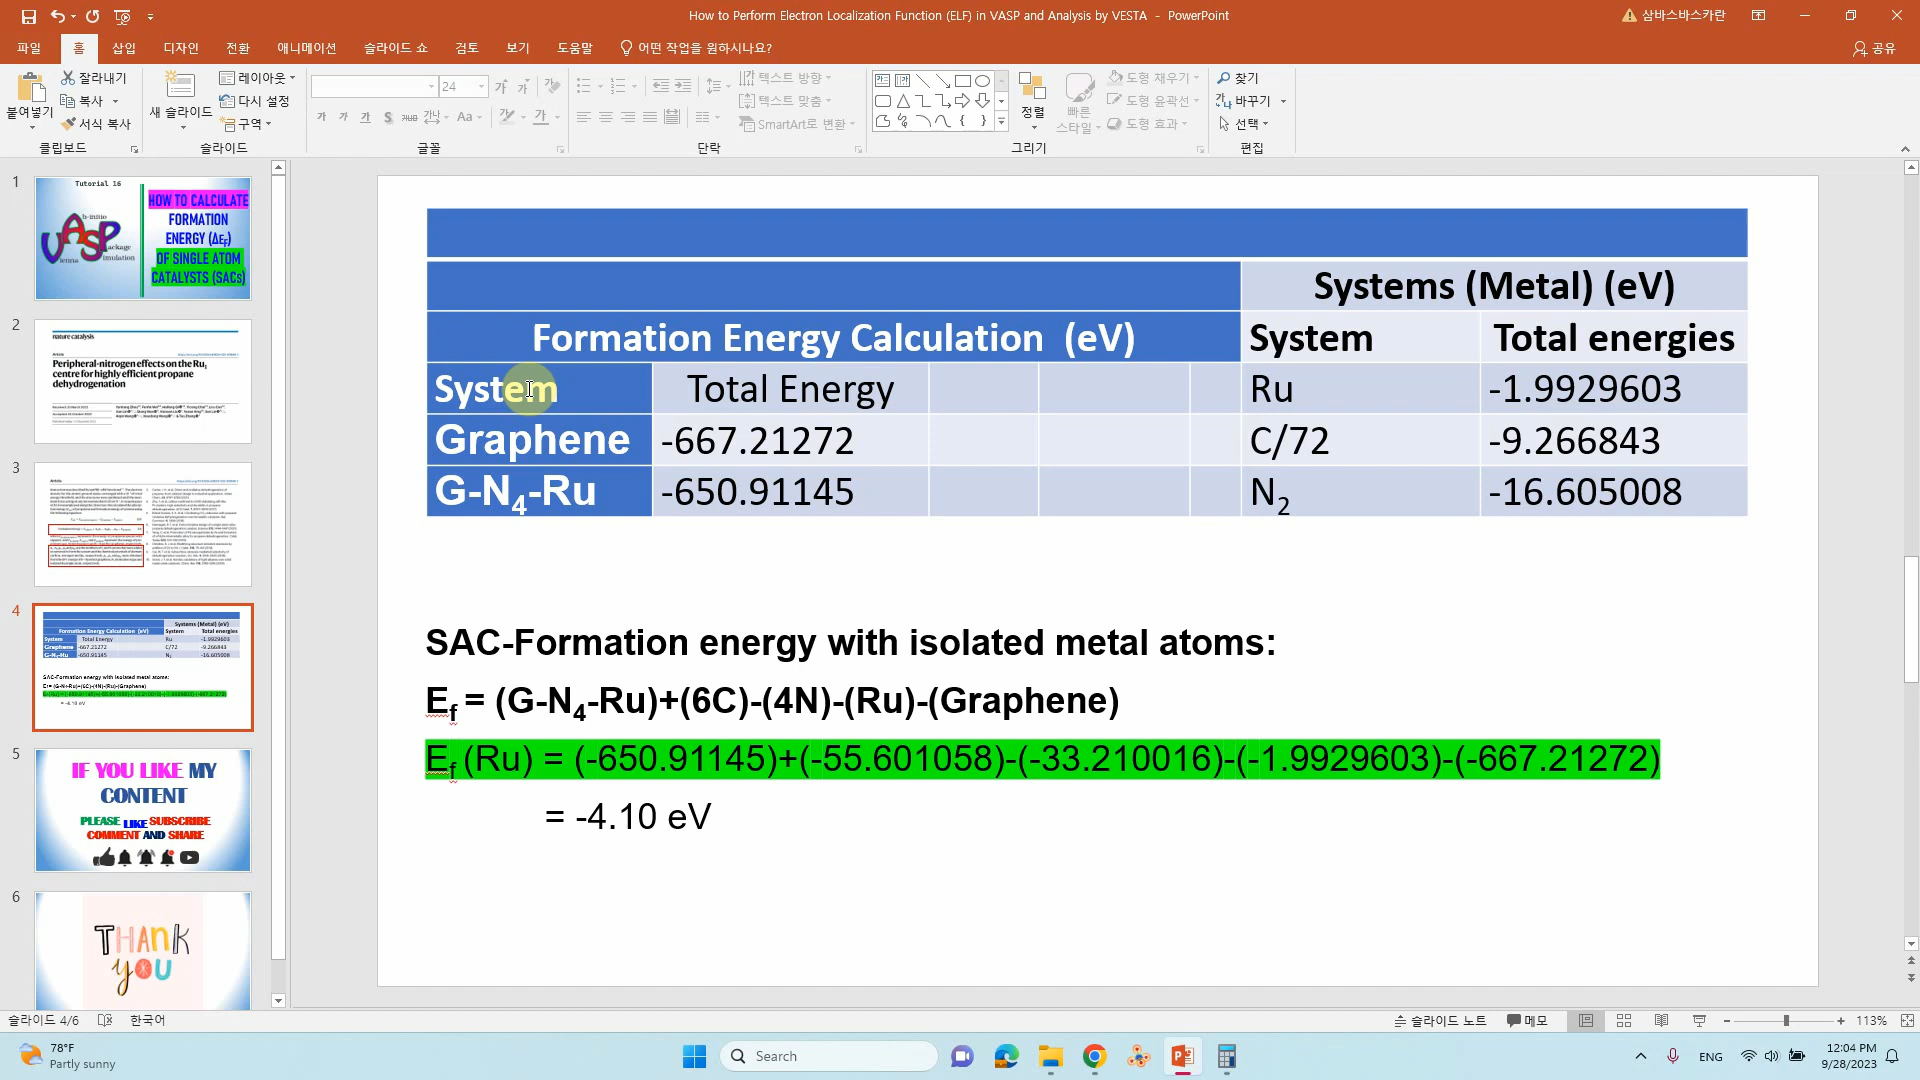 How to Perform Electron Localization Function (ELF) in VASP and Analysis by VESTA - PowerPoint
삼바스바스카란
파일 홈 삽입 디자인 전환 애니메이션 슬라이드 쇼 검토 보기 도움말 어떤 작업을 원하시나요? 공유
붙여넣기
잘라내기
복사
서식 복사
클립보드
새 슬라이드
레이아웃
다시 설정
구역
슬라이드
24
글꼴
텍스트 방향
텍스트 맞춤
SmartArt로 변환
단락
정렬
빠른 스타일
도형 채우기
도형 윤곽선
도형 효과
그리기
찾기
바꾸기
선택
편집
1
Tutorial 16
VASP
HOW TO CALCULATE
FORMATION
ENERGY (ΔEf)
OF SINGLE ATOM
CATALYSTS (SACs)
2
nature catalysis
Peripheral-nitrogen effects on the Ru1
centre for highly efficient propane
dehydrogenation
3
4
5
IF YOU LIKE MY
CONTENT
PLEASE LIKE SUBSCRIBE
COMMENT AND SHARE
6
THANK
you
Systems (Metal) (eV)
Formation Energy Calculation (eV) System Total energies
System Total Energy Ru -1.9929603
Graphene -667.21272 C/72 -9.266843
G-N4-Ru -650.91145 N2 -16.605008
SAC-Formation energy with isolated metal atoms:
Ef = (G-N4-Ru)+(6C)-(4N)-(Ru)-(Graphene)
Ef (Ru) = (-650.91145)+(-55.601058)-(-33.210016)-(-1.9929603)-(-667.21272)
= -4.10 eV
슬라이드 4/6 한국어 슬라이드 노트 메모 113%
78°F
Partly sunny
Search
ENG
12:04 PM
9/28/2023